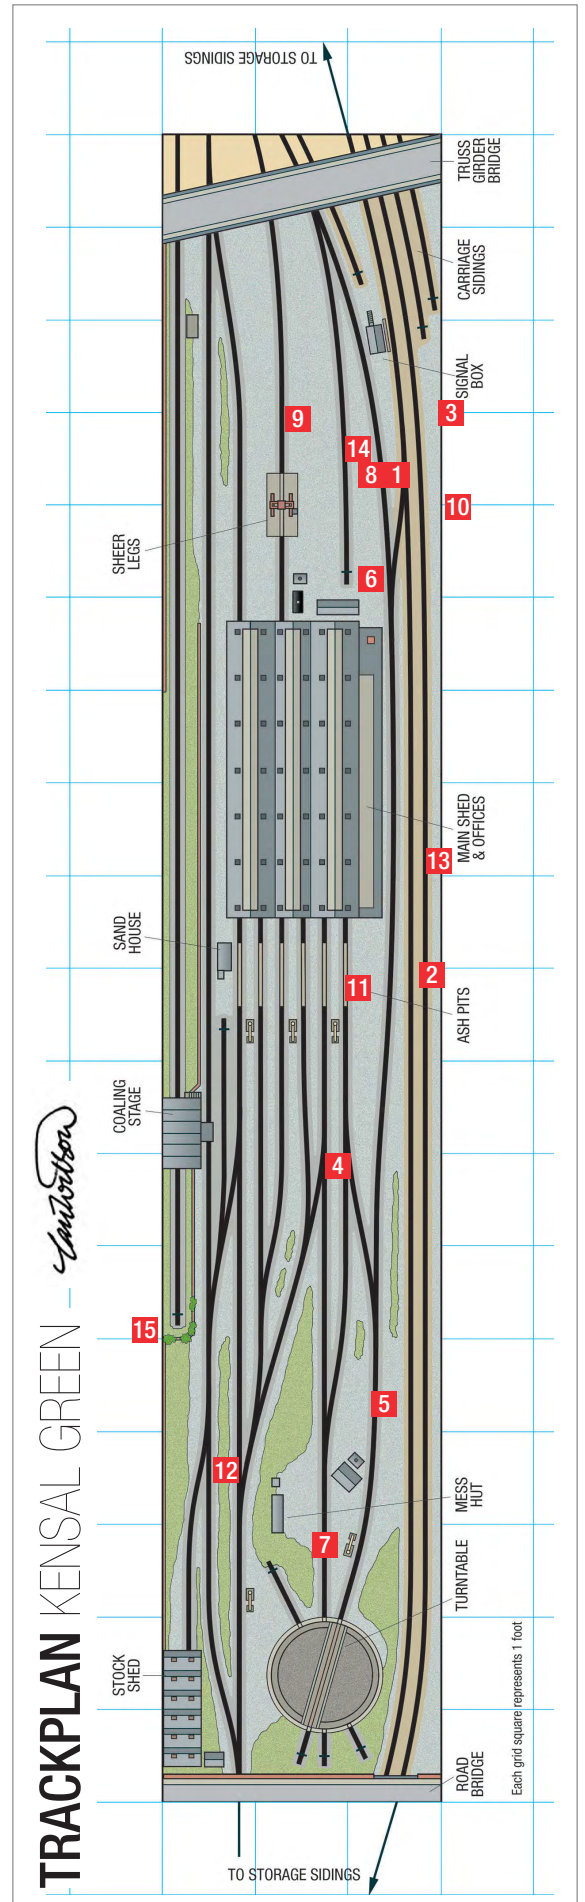 TO STORAGE SIDINGS
TRUSS
GIRDER
BRIDGE
CARRIAGE
SIDINGS
SIGNAL
BOX
3
9
14
8
1
10
SHEER
LEGS
6
MAIN SHED
& OFFICES
13
SAND
HOUSE
2
11
ASH PITS
COALING
STAGE
4
Ian Wilson
15
TRACKPLAN KENSAL GREEN
5
12
MESS
HUT
7
TURNTABLE
STOCK
SHED
Each grid square represents 1 foot
ROAD
BRIDGE
TO STORAGE SIDINGS